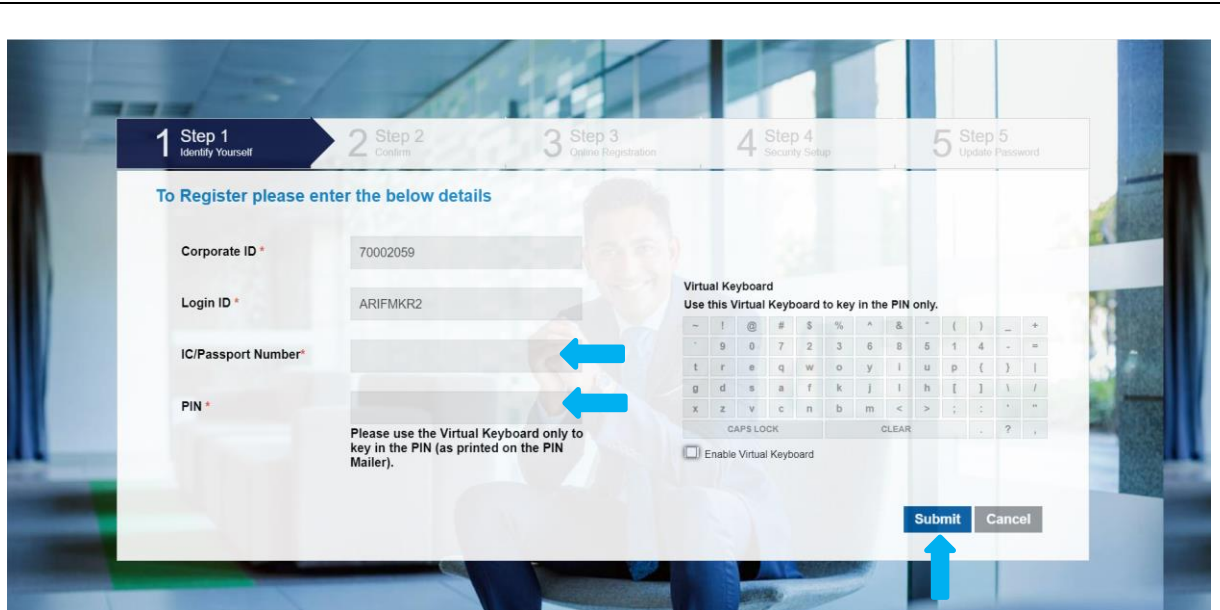 1 Step 1
Identify Yourself
2 Step 2
Confirm
3 Step 3
Online Registration
4 Step 4
Security Setup
5 Step 5
Update Password
To Register please enter the below details
Corporate ID *
70002059
Login ID *
ARIFMKR2
IC/Passport Number*
PIN *
Please use the Virtual Keyboard only to
key in the PIN (as printed on the PIN
Mailer).
Virtual Keyboard
Use this Virtual Keyboard to key in the PIN only.
~ ! @ # $ % ^ & * ( ) _ +
` 9 0 7 2 3 6 8 5 1 4 - =
t r e q w o y i u p { } |
g d s a f k j l h [ ] \ /
x z v c n b m < > ; : ' "
CAPS LOCK CLEAR . ? ,
Enable Virtual Keyboard
Submit Cancel